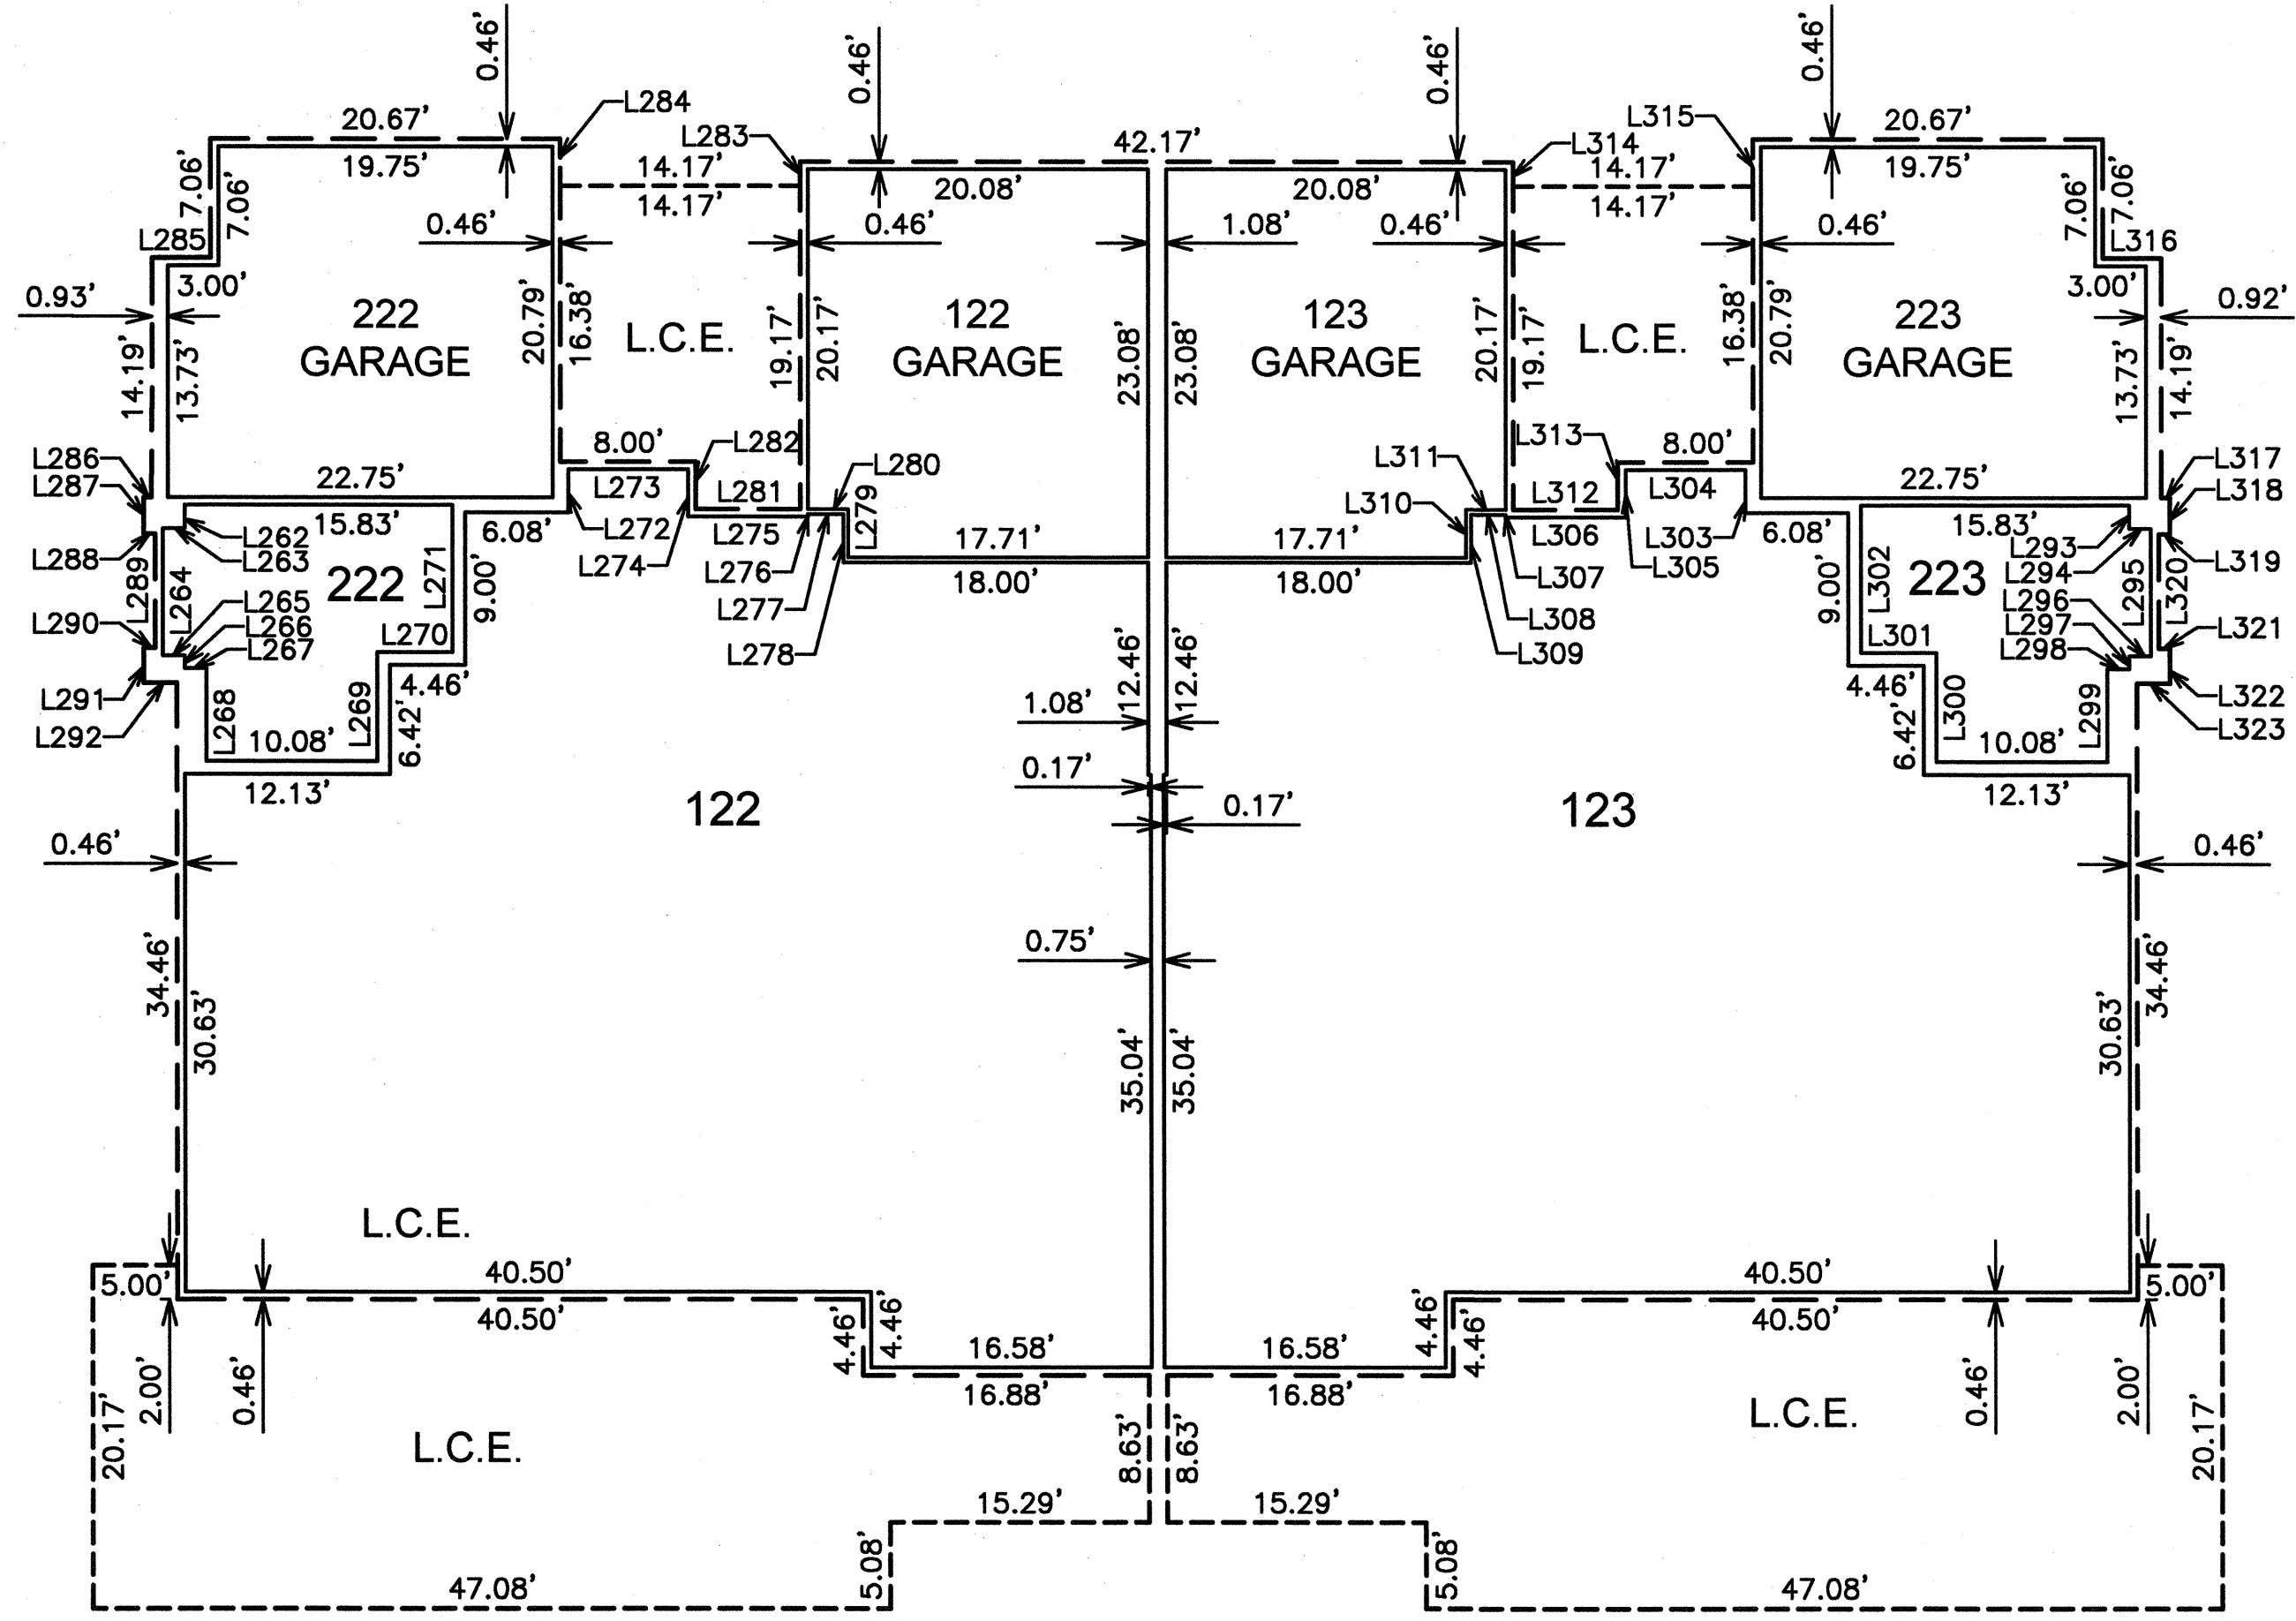 0.46'
0.46'
0.46'
0.46'
L284
L283
L315
L314
20.67'
42.17'
20.67'
19.75'
14.17'
14.17'
20.08'
20.08'
14.17'
14.17'
19.75'
7.06'
7.06'
7.06'
7.06'
L285
0.46'
0.46'
1.08'
0.46'
0.46'
L316
0.93'
3.00'
3.00'
0.92'
222
GARAGE
L.C.E.
122
GARAGE
123
GARAGE
L.C.E.
223
GARAGE
14.19'
13.73'
20.79'
16.38'
19.17'
20.17'
23.08'
23.08'
20.17'
19.17'
16.38'
20.79'
13.73'
14.19'
L286
L287
22.75'
8.00'
L282
L280
L311
L313
8.00'
22.75'
L317
L318
L273
L281
L279
L312
L304
15.83'
L262
L263
6.08'
L272
L275
L274
17.71'
L310
17.71'
L306
L303
L305
6.08'
15.83'
L293
L294
L288
L289
L264
222
L271
9.00'
L276
L277
L278
18.00'
18.00'
L307
L308
L309
9.00'
L302
223
L295
L320
L319
L265
L266
L267
L290
L270
L301
L296
L297
L298
L321
L291
L292
L268
10.08'
L269
4.46'
6.42'
12.46'
12.46'
4.46'
6.42'
L300
10.08'
L299
L322
L323
1.08'
12.13'
0.17'
0.17'
12.13'
122
123
0.46'
0.46'
34.46'
30.63'
0.75'
30.63'
34.46'
35.04'
35.04'
L.C.E.
5.00'
40.50'
40.50'
5.00'
40.50'
4.46'
4.46'
16.58'
16.58'
4.46'
4.46'
40.50'
20.17'
2.00'
0.46'
16.88'
16.88'
0.46'
2.00'
20.17'
L.C.E.
L.C.E.
8.63'
8.63'
15.29'
15.29'
47.08'
5.08'
5.08'
47.08'